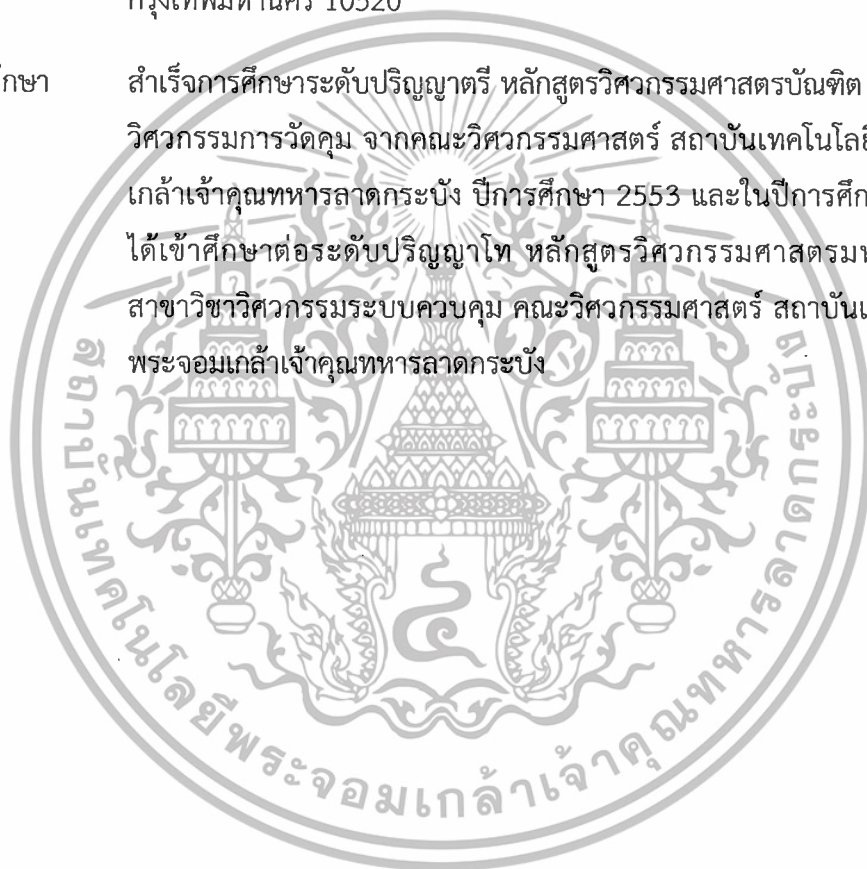 กรุงเทพมหานคร 10520
กษา
สำเร็จการศึกษาระดับปริญญาตรี หลักสูตรวิศวกรรมศาสตรบัณฑิต
วิศวกรรมการวัดคุม จากคณะวิศวกรรมศาสตร์ สถาบันเทคโนโลยี
เกล้าเจ้าคุณทหารลาดกระบัง ปีการศึกษา 2553 และในปีการศึก
ได้เข้าศึกษาต่อระดับปริญญาโท หลักสูตรวิศวกรรมศาสตรมห
สาขาวิชาวิศวกรรมระบบควบคุม คณะวิศวกรรมศาสตร์ สถาบันเ
พระจอมเกล้าเจ้าคุณทหารลาดกระบัง
สถาบันเทคโนโลยีพระจอมเกล้าเจ้าคุณทหารลาดกระบัง